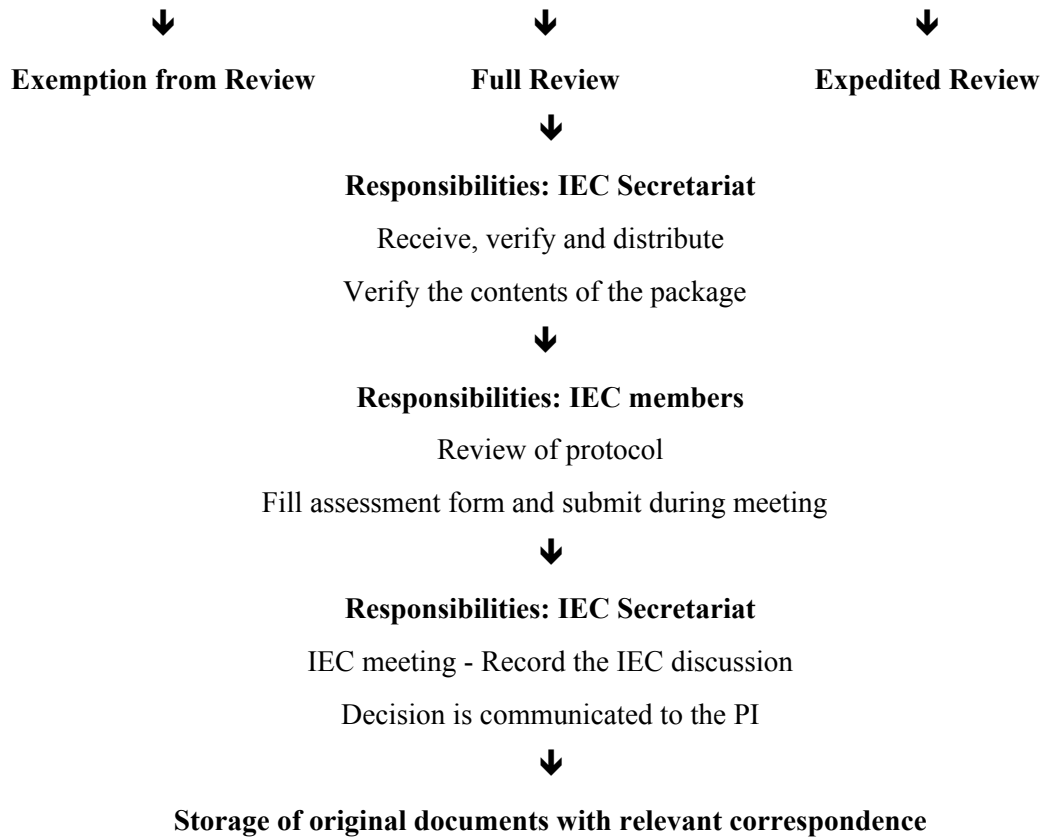 Exemption from Review Full Review Expedited Review
Responsibilities: IEC Secretariat
Receive, verify and distribute
Verify the contents of the package
Responsibilities: IEC members
Review of protocol
Fill assessment form and submit during meeting
Responsibilities: IEC Secretariat
IEC meeting - Record the IEC discussion
Decision is communicated to the PI
Storage of original documents with relevant correspondence